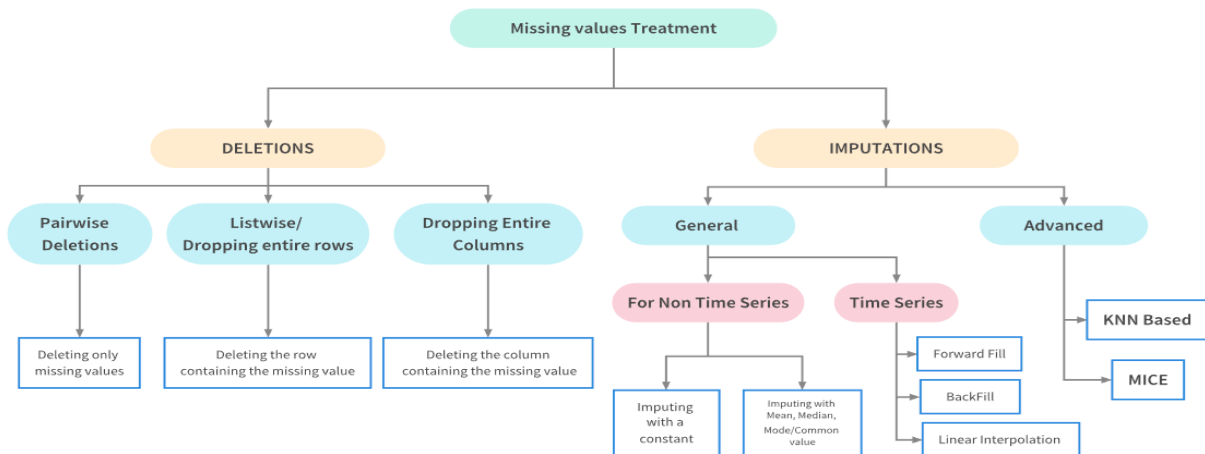 Missing values Treatment
DELETIONS
IMPUTATIONS
Pairwise
Deletions
Listwise/
Dropping entire rows
Dropping Entire
Columns
General
Advanced
For Non Time Series
Time Series
KNN Based
MICE
Deleting only
missing values
Deleting the row
containing the missing value
Deleting the column
containing the missing value
Forward Fill
BackFill
Linear Interpolation
Imputing
with a
constant
Imputing with
Mean, Median,
Mode/Common
value